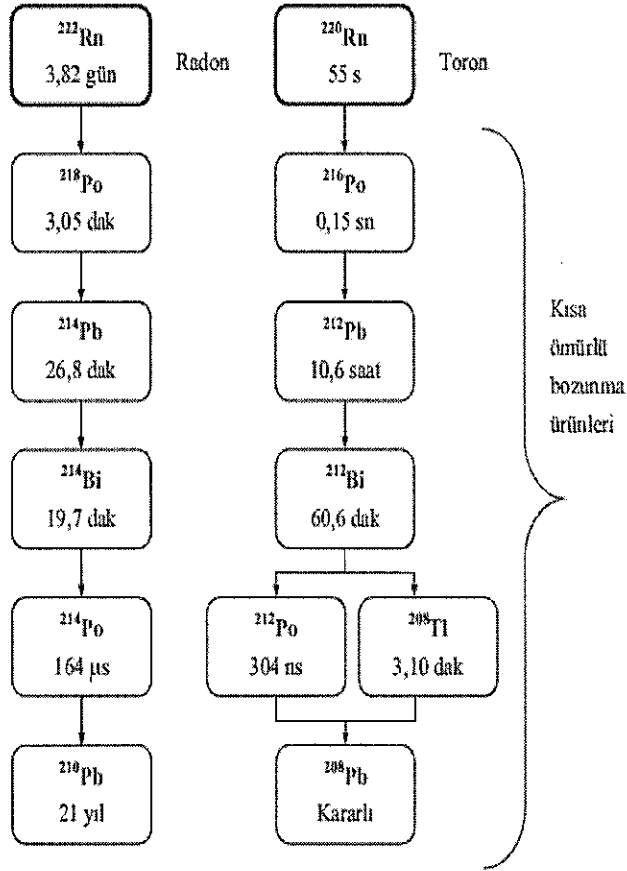 ²²²Rn
3,82 gün
Radon
²²⁰Rn
55 s
Toron
²¹⁸Po
3,05 dak
²¹⁶Po
0,15 sn
²¹⁴Pb
26,8 dak
²¹²Pb
10,6 saat
Kısa
ömürlü
bozunma
ürünleri
²¹⁴Bi
19,7 dak
²¹²Bi
60,6 dak
²¹⁴Po
164 µs
²¹²Po
304 ns
²⁰⁸Tl
3,10 dak
²¹⁰Pb
21 yıl
²⁰⁸Pb
Kararlı